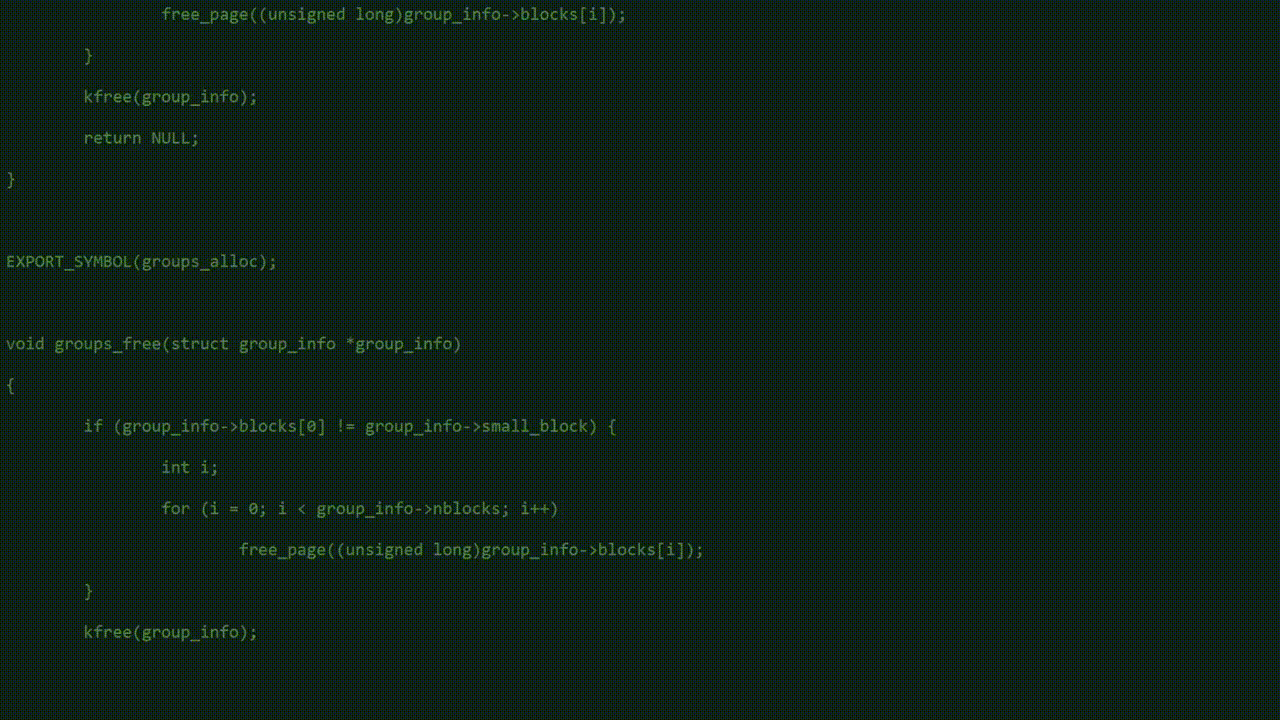 free_page((unsigned long)group_info->blocks[i]);
}
kfree(group_info);
return NULL;
}
EXPORT_SYMBOL(groups_alloc);
void groups_free(struct group_info *group_info)
{
if (group_info->blocks[0] != group_info->small_block) {
int i;
for (i = 0; i < group_info->nblocks; i++)
free_page((unsigned long)group_info->blocks[i]);
}
kfree(group_info);